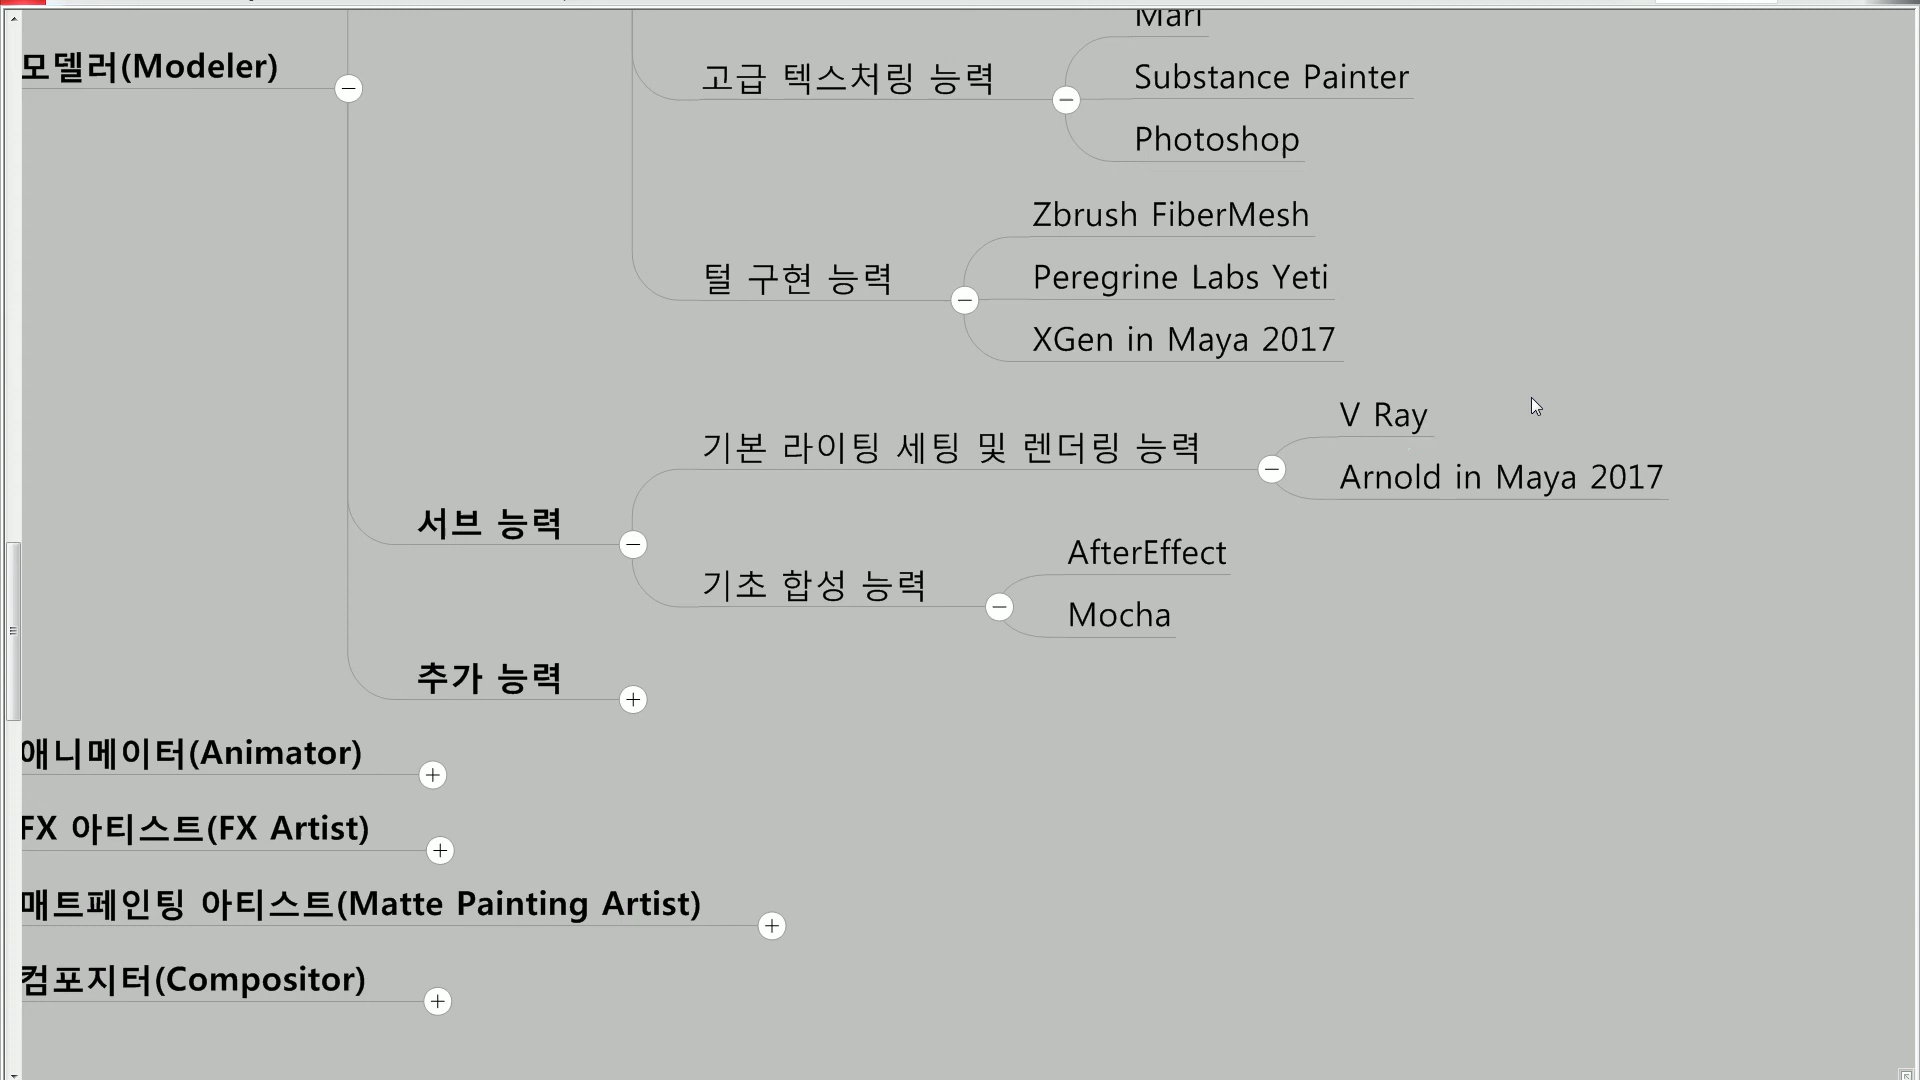 Mari
모델러(Modeler)
고급 텍스처링 능력
Substance Painter
Photoshop
Zbrush FiberMesh
털 구현 능력
Peregrine Labs Yeti
XGen in Maya 2017
V Ray
기본 라이팅 세팅 및 렌더링 능력
Arnold in Maya 2017
서브 능력
AfterEffect
기초 합성 능력
Mocha
추가 능력
애니메이터(Animator)
FX 아티스트(FX Artist)
매트페인팅 아티스트(Matte Painting Artist)
컴포지터(Compositor)